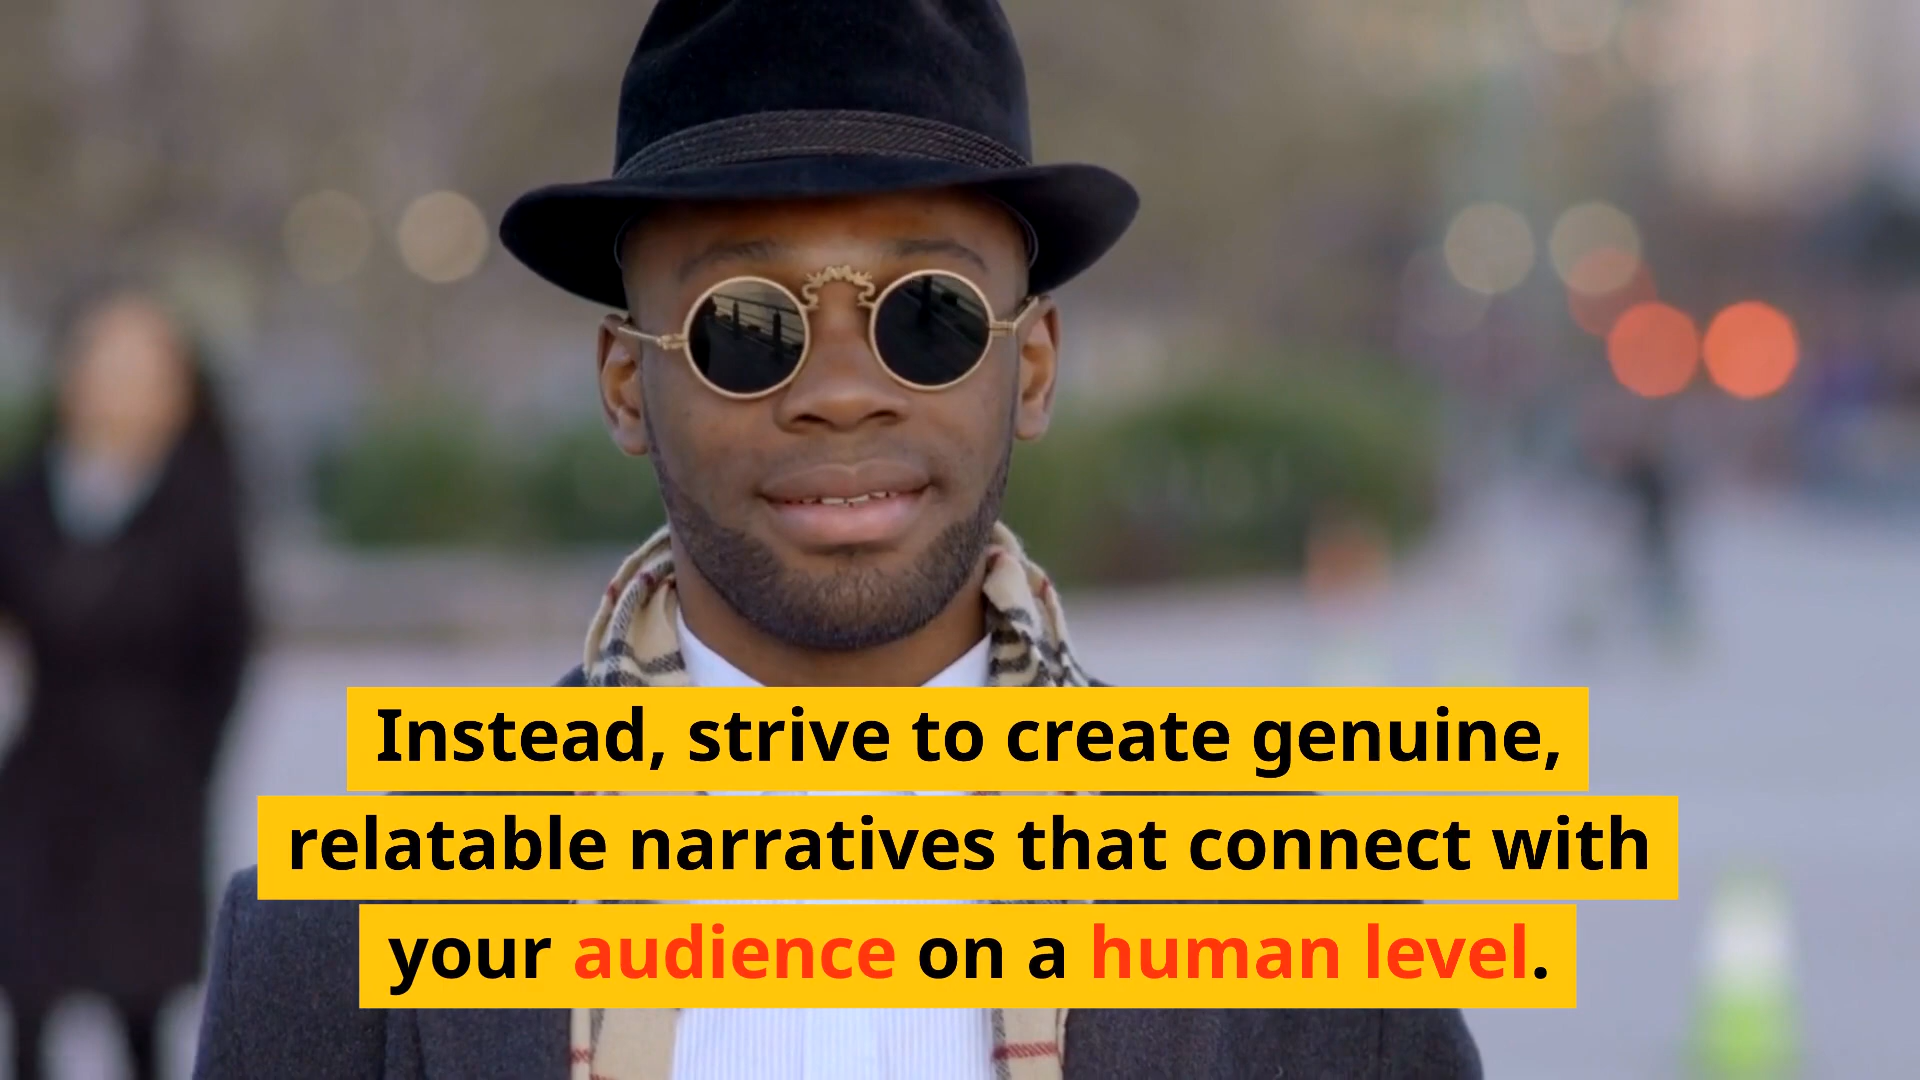 Instead, strive to create genuine,
relatable narratives that connect with
your audience on a human level.